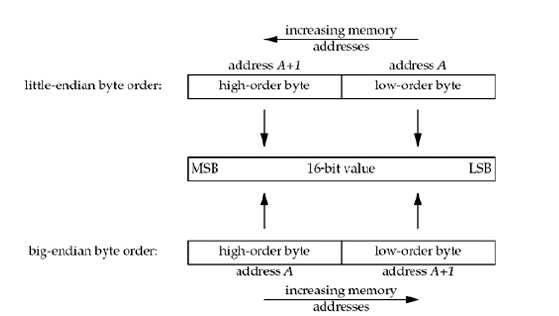 increasing memory
addresses
address A+1 address A
little-endian byte order: high-order byte low-order byte
MSB 16-bit value LSB
big-endian byte order: high-order byte low-order byte
address A address A+1
increasing memory
addresses